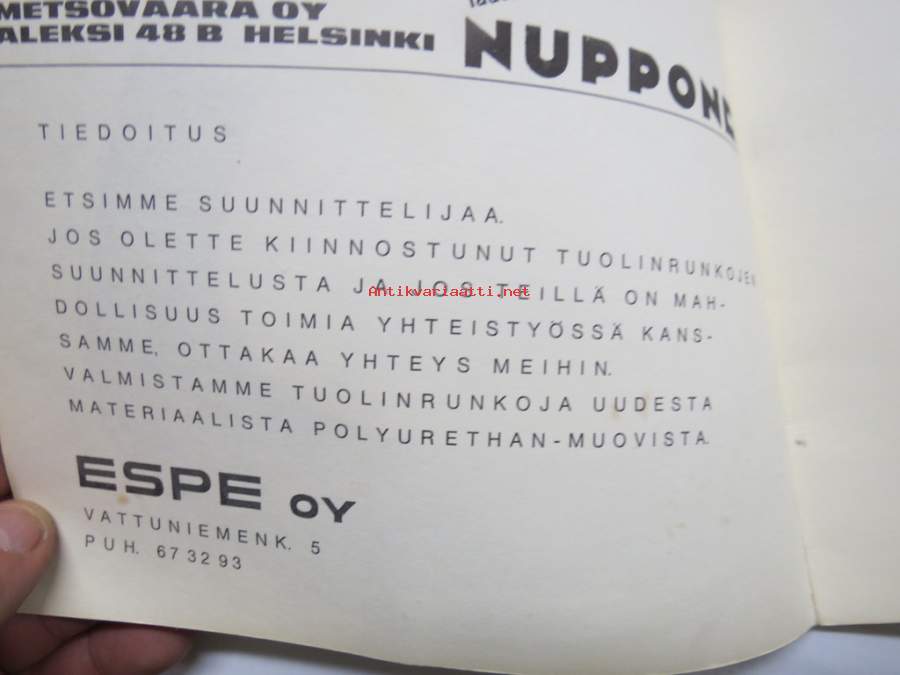 METSOVAARA OY
ALEKSI 48 B HELSINKI
NUPPONE
TIEDOITUS
ETSIMME SUUNNITTELIJAA.
JOS OLETTE KIINNOSTUNUT TUOLINRUNKOJEN
SUUNNITTELUSTA JA JOS TEILLÄ ON MAH-
DOLLISUUS TOIMIA YHTEISTYÖSSÄ KANS-
SAMME, OTTAKAA YHTEYS MEIHIN.
VALMISTAMME TUOLINRUNKOJA UUDESTA
MATERIAALISTA POLYURETHAN-MUOVISTA.
ESPE OY
VATTUNIEMENK. 5
PUH. 67 32 93
Antikvariaatti.net